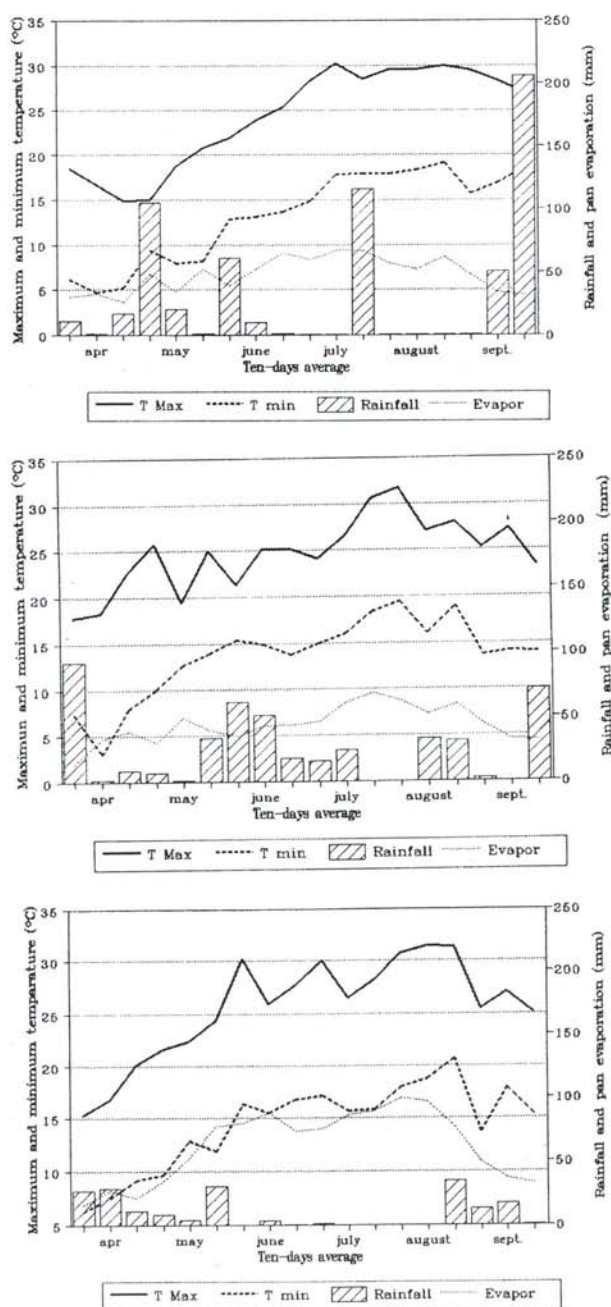 Maximum and minimum temperature (°C)
35
30
25
20
15
10
5
0
250
200
150
100
50
0
Rainfall and pan evaporation (mm)
apr may june july august sept.
Ten-days average
T Max T min Rainfall Evapor
Maximun and minimum temperature (°C)
35
30
25
20
15
10
5
0
250
200
150
100
50
0
Rainfall and pan evaporation (mm)
apr may june july august sept.
Ten-days average
T Max T min Rainfall Evapor
Maximum and minimum temparature (°C)
35
30
25
20
15
10
5
250
200
150
100
50
0
Rainfall and pan evaporation (mm)
apr may june july august sept.
Ten-days average
T Max T min Rainfall Evapor